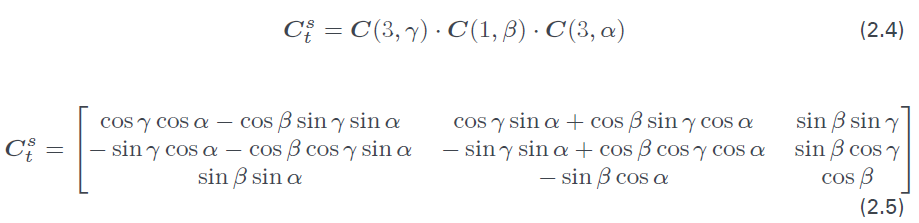 C_t^s = C(3, γ) · C(1, β) · C(3, α) (2.4)
C_t^s = [ cos γ cos α − cos β sin γ sin α   cos γ sin α + cos β sin γ cos α   sin β sin γ
− sin γ cos α − cos β cos γ sin α   − sin γ sin α + cos β cos γ cos α   sin β cos γ
sin β sin α   − sin β cos α   cos β ]
(2.5)